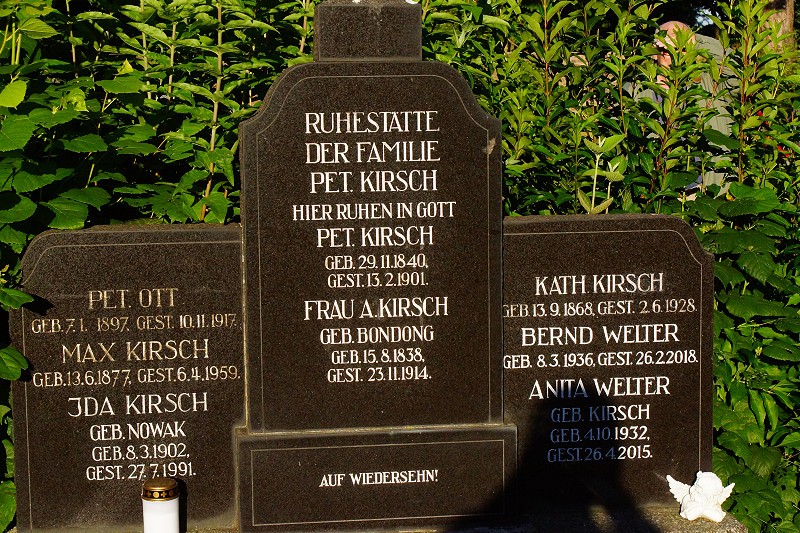 RUHESTÄTTE
DER FAMILIE
PET. KIRSCH
HIER RUHEN IN GOTT
PET. KIRSCH
GEB. 29.11.1840,
GEST. 13.2.1901.
FRAU A. KIRSCH
GEB. BONDONG
GEB. 15.8.1838,
GEST. 23.11.1914.
AUF WIEDERSEHN!
PET. OTT
GEB. 7.1. 1897, GEST. 10.11.1917.
MAX KIRSCH
GEB. 13.6.1877, GEST. 6.4.1959.
JDA KIRSCH
GEB. NOWAK
GEB. 8.3.1902,
GEST. 27.7.1991.
KATH. KIRSCH
GEB. 13.9.1868, GEST. 2.6.1928.
BERND WELTER
GEB. 8.3.1936, GEST. 26.2.2018.
ANITA WELTER
GEB. KIRSCH
GEB. 4.10.1932,
GEST. 26.4.2015.